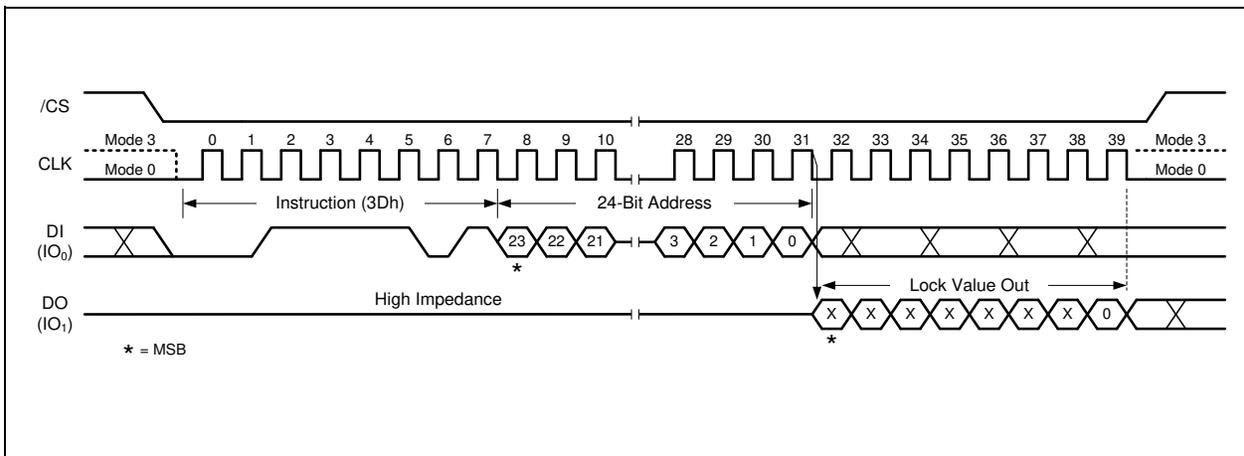 /CS
Mode 3 0 1 2 3 4 5 6 7 8 9 10 28 29 30 31 32 33 34 35 36 37 38 39 Mode 3
CLK
Mode 0 Mode 0
Instruction (3Dh) 24-Bit Address
DI
(IO₀)
23 22 21 3 2 1 0
*
Lock Value Out
High Impedance
DO
(IO₁)
X X X X X X X 0
*
* = MSB